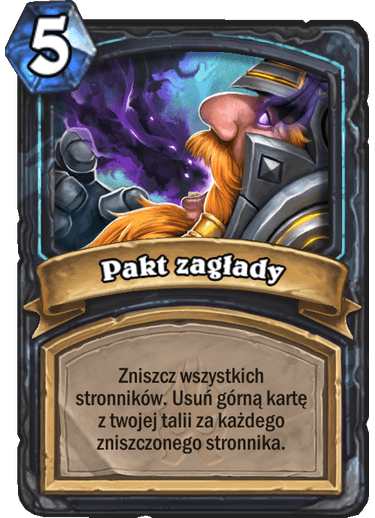 5
Pakt zagłady
Zniszcz wszystkich
stronników. Usuń górną kartę
z twojej talii za każdego
zniszczonego stronnika.